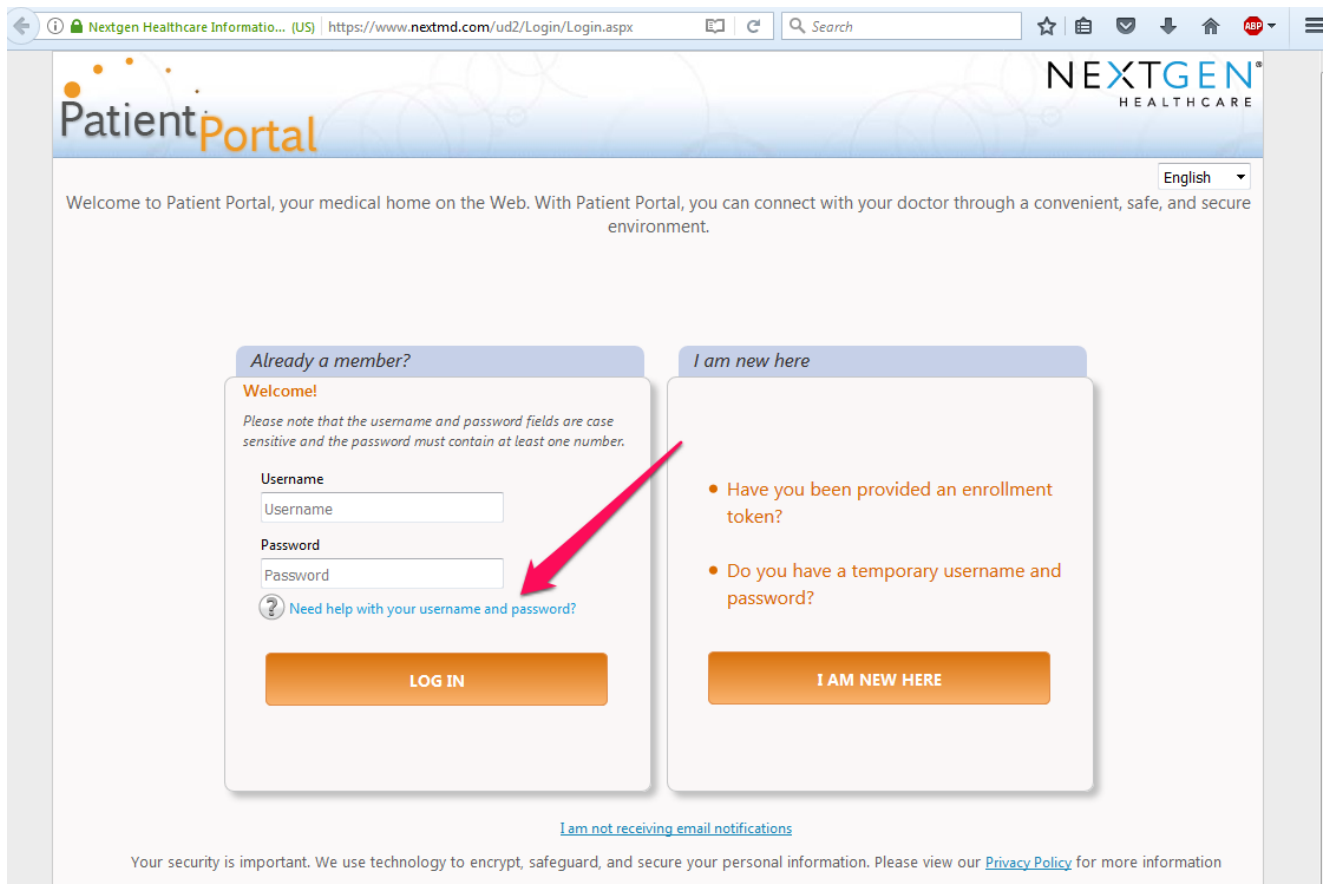 Nextgen Healthcare Informatio... (US) https://www.nextmd.com/ud2/Login/Login.aspx Search ABP
Patient Portal
NEXTGEN®
HEALTHCARE
English
Welcome to Patient Portal, your medical home on the Web. With Patient Portal, you can connect with your doctor through a convenient, safe, and secure
environment.
Already a member?
Welcome!
Please note that the username and password fields are case
sensitive and the password must contain at least one number.
Username
Username
Password
Password
? Need help with your username and password?
LOG IN
I am new here
• Have you been provided an enrollment
token?
• Do you have a temporary username and
password?
I AM NEW HERE
I am not receiving email notifications
Your security is important. We use technology to encrypt, safeguard, and secure your personal information. Please view our Privacy Policy for more information